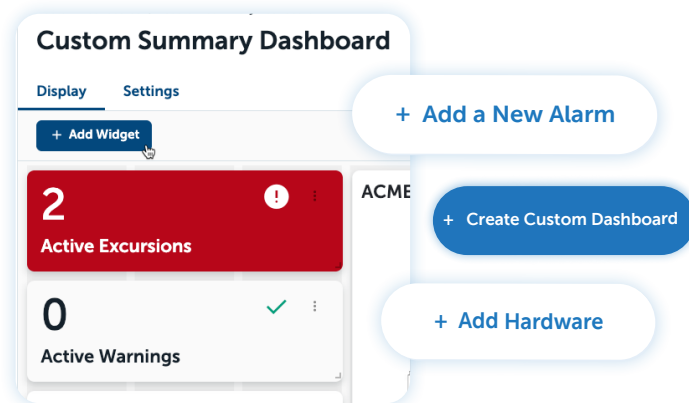 Custom Summary Dashboard
Display Settings
+ Add Widget
+ Add a New Alarm
2
!
Active Excursions
ACME
+ Create Custom Dashboard
0
Active Warnings
+ Add Hardware